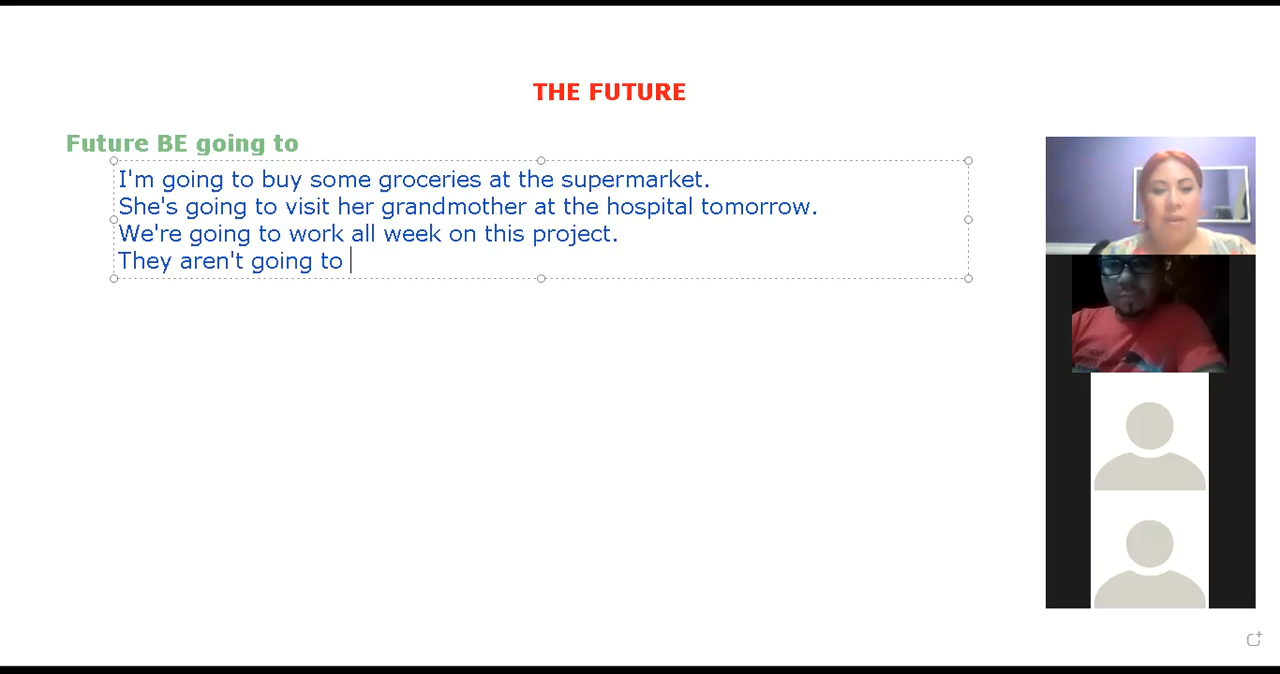 THE FUTURE
Future BE going to
I'm going to buy some groceries at the supermarket.
She's going to visit her grandmother at the hospital tomorrow.
We're going to work all week on this project.
They aren't going to